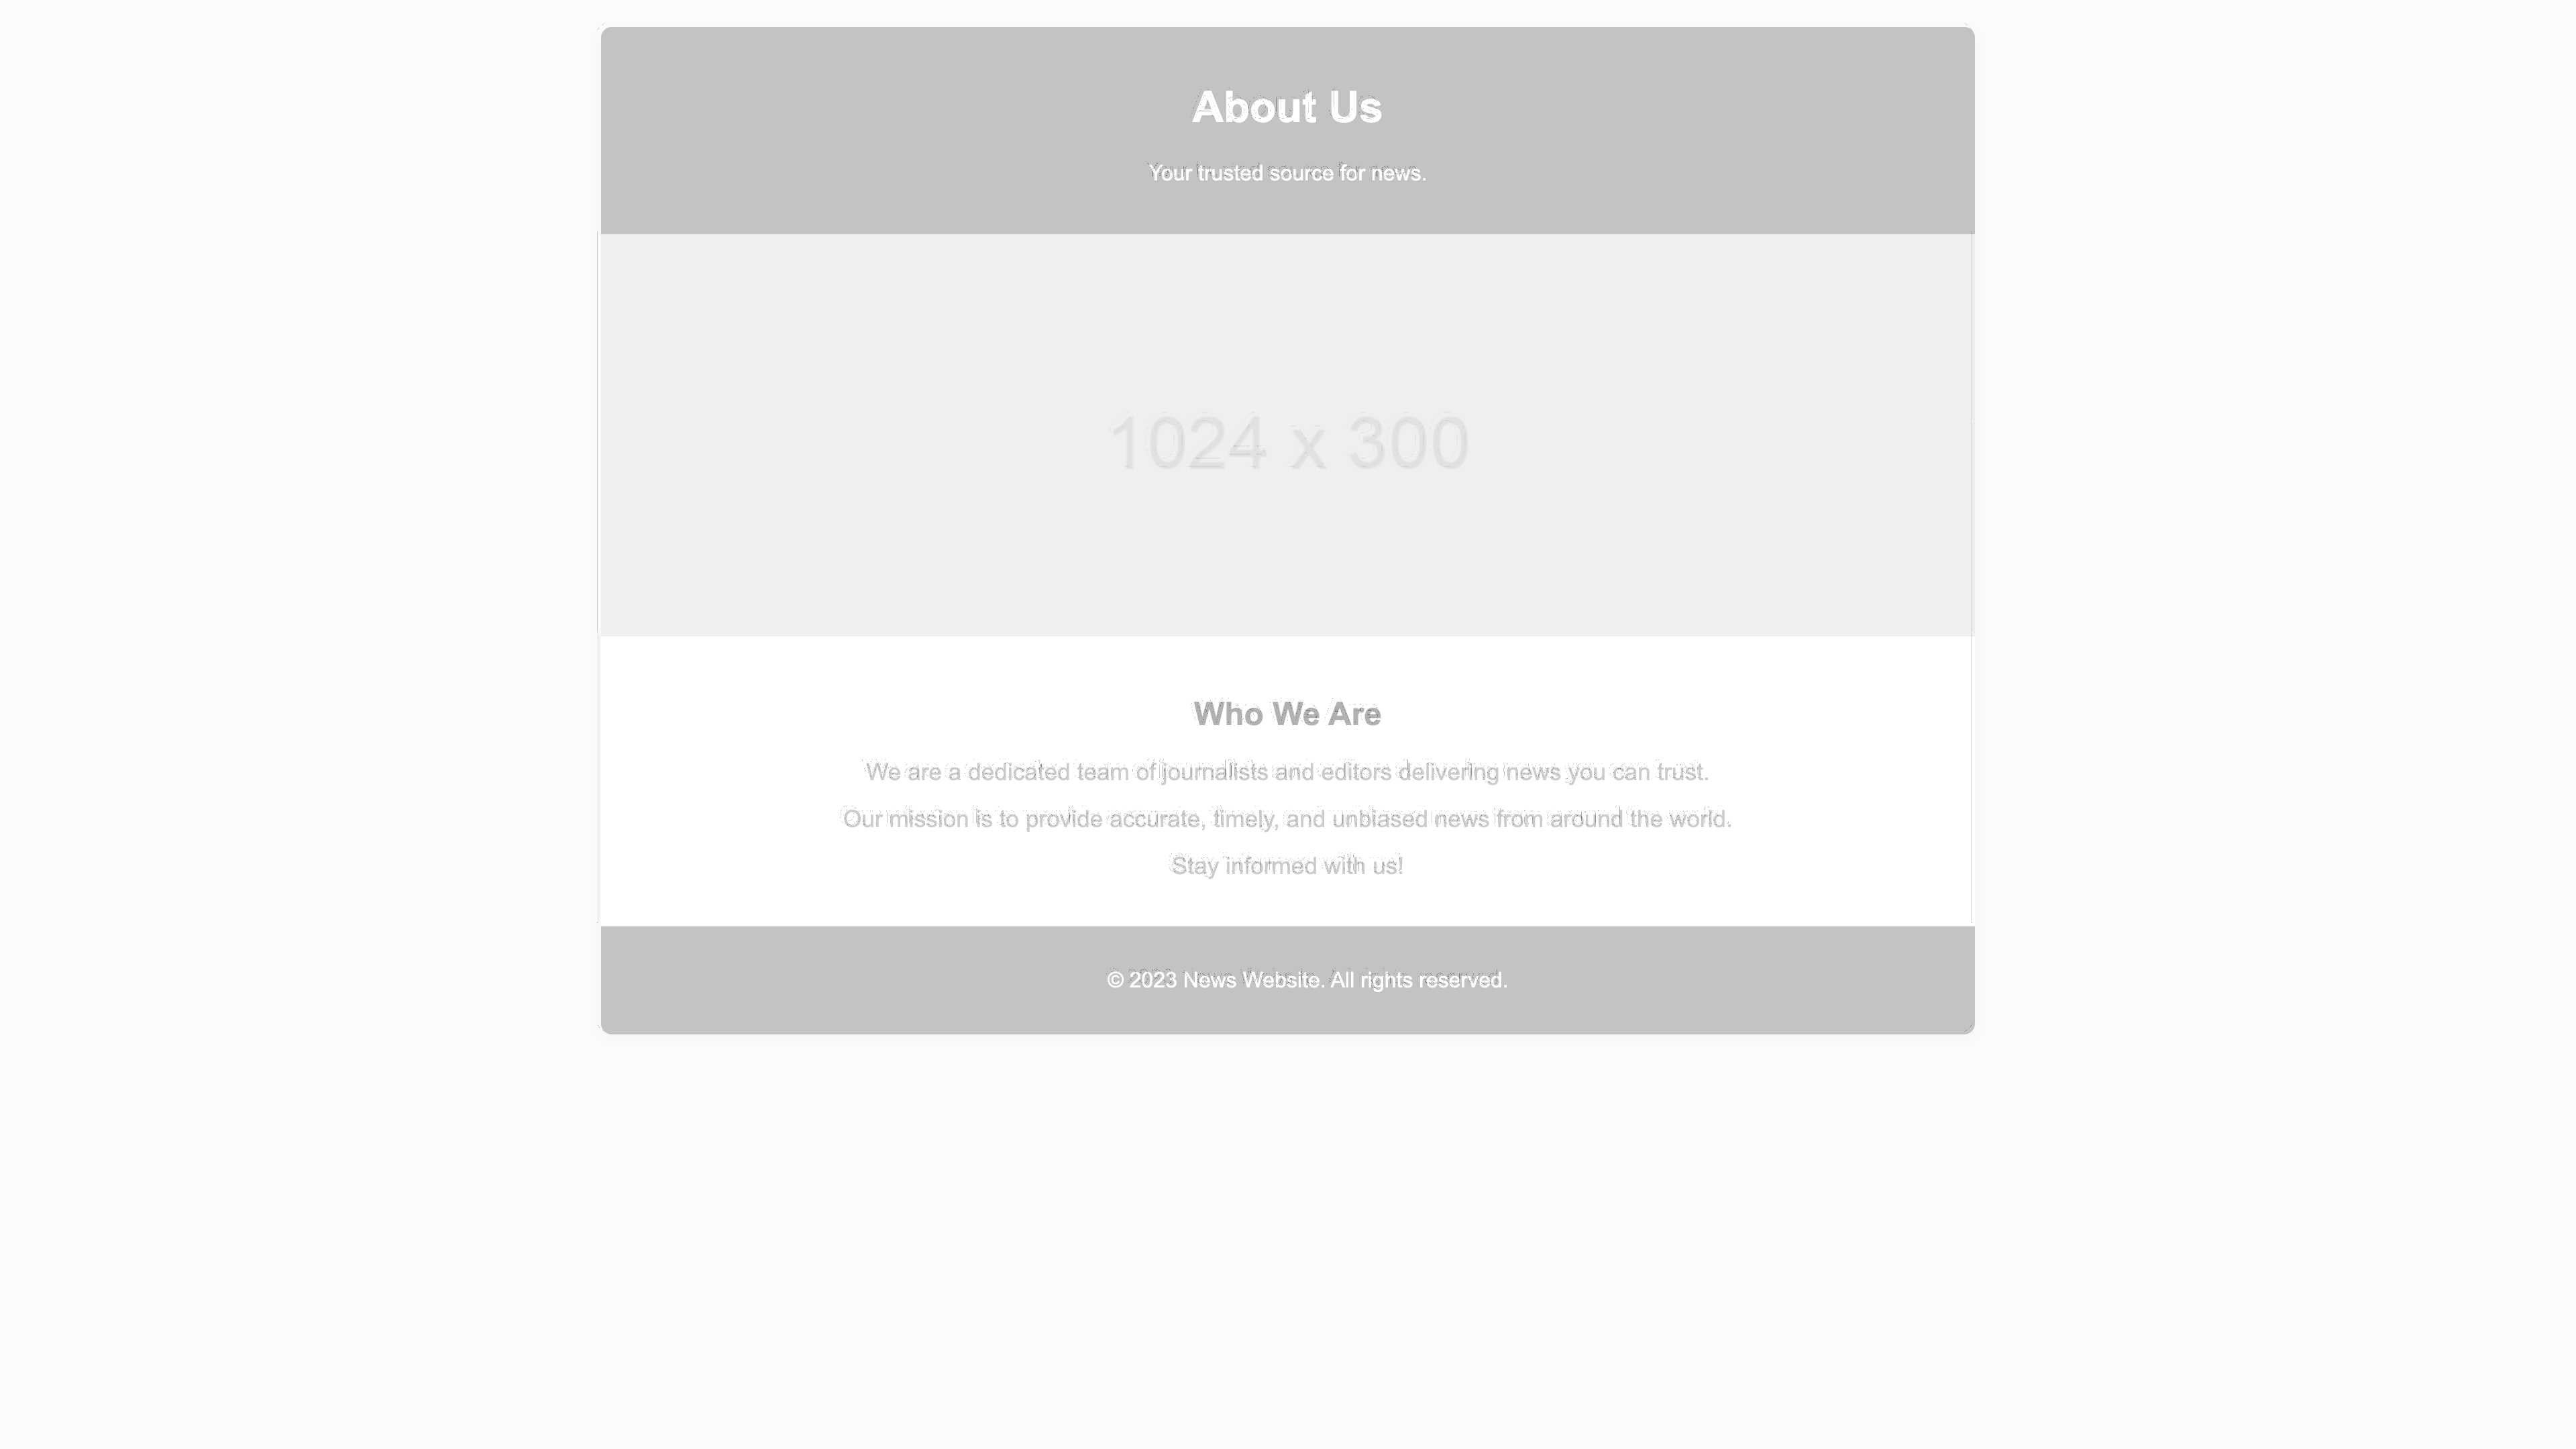 About Us
Your trusted source for news.
1024 x 300
Who We Are
We are a dedicated team of journalists and editors delivering news you can trust.
Our mission is to provide accurate, timely, and unbiased news from around the world.
Stay informed with us!
© 2023 News Website. All rights reserved.